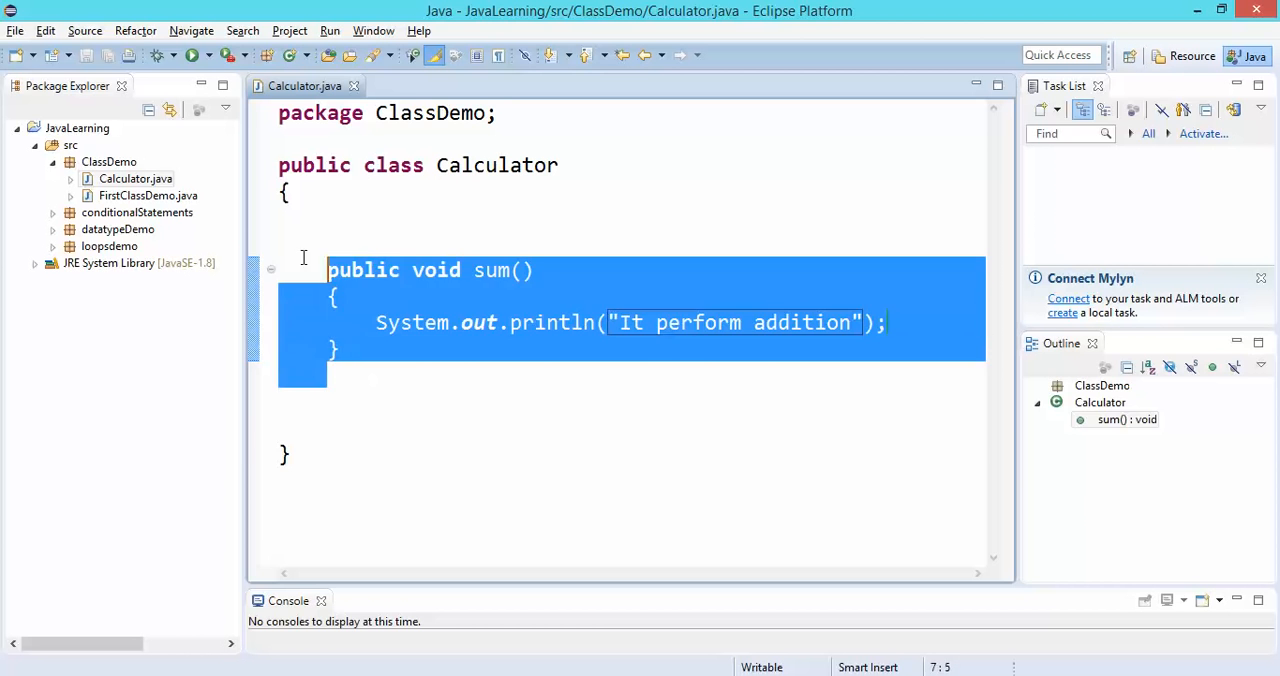 Java - JavaLearning/src/ClassDemo/Calculator.java - Eclipse Platform
File Edit Source Refactor Navigate Search Project Run Window Help
Quick Access Resource Java
Package Explorer
JavaLearning
src
ClassDemo
Calculator.java
FirstClassDemo.java
conditionalStatements
datatypeDemo
loopsdemo
JRE System Library [JavaSE-1.8]
Calculator.java
package ClassDemo;
public class Calculator
{
public void sum()
{
System.out.println("It perform addition");
}
}
Task List
Find All Activate...
Connect Mylyn
Connect to your task and ALM tools or
create a local task.
Outline
ClassDemo
Calculator
sum() : void
Console
No consoles to display at this time.
Writable Smart Insert 7 : 5